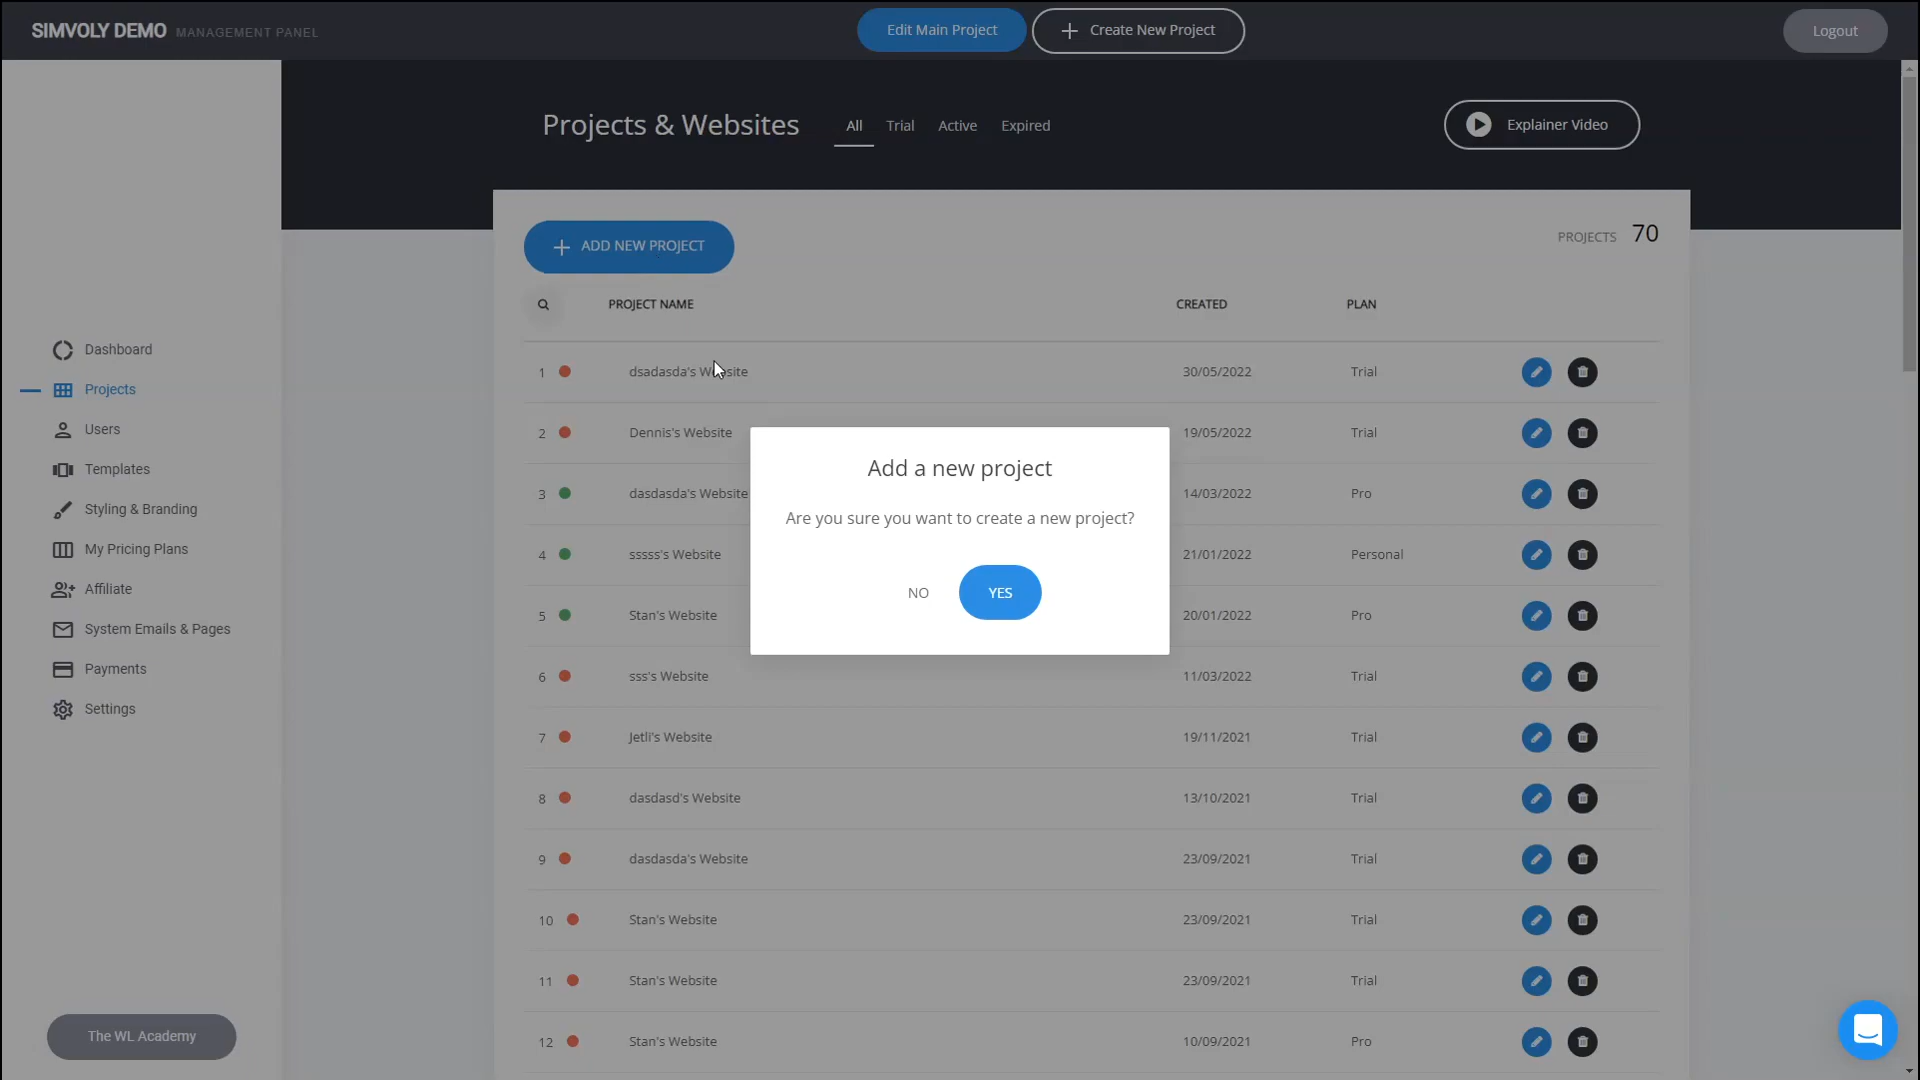 SIMVOLY DEMO MANAGEMENT PANEL
Edit Main Project
Create New Project
Logout
Projects & Websites
All
Trial
Active
Expired
Explainer Video
ADD NEW PROJECT
PROJECTS 70
PROJECT NAME CREATED PLAN
Dashboard
Projects
Users
Templates
Styling & Branding
My Pricing Plans
Affiliate
System Emails & Pages
Payments
Settings
The WL Academy
1 dsadasda's Website 30/05/2022 Trial
2 Dennis's Website 19/05/2022 Trial
3 dasdasda's Website 14/03/2022 Pro
4 sssss's Website 21/01/2022 Personal
5 Stan's Website 20/01/2022 Pro
6 sss's Website 11/03/2022 Trial
7 Jetli's Website 19/11/2021 Trial
8 dasdasd's Website 13/10/2021 Trial
9 dasdasda's Website 23/09/2021 Trial
10 Stan's Website 23/09/2021 Trial
11 Stan's Website 23/09/2021 Trial
12 Stan's Website 10/09/2021 Pro
Add a new project
Are you sure you want to create a new project?
NO
YES